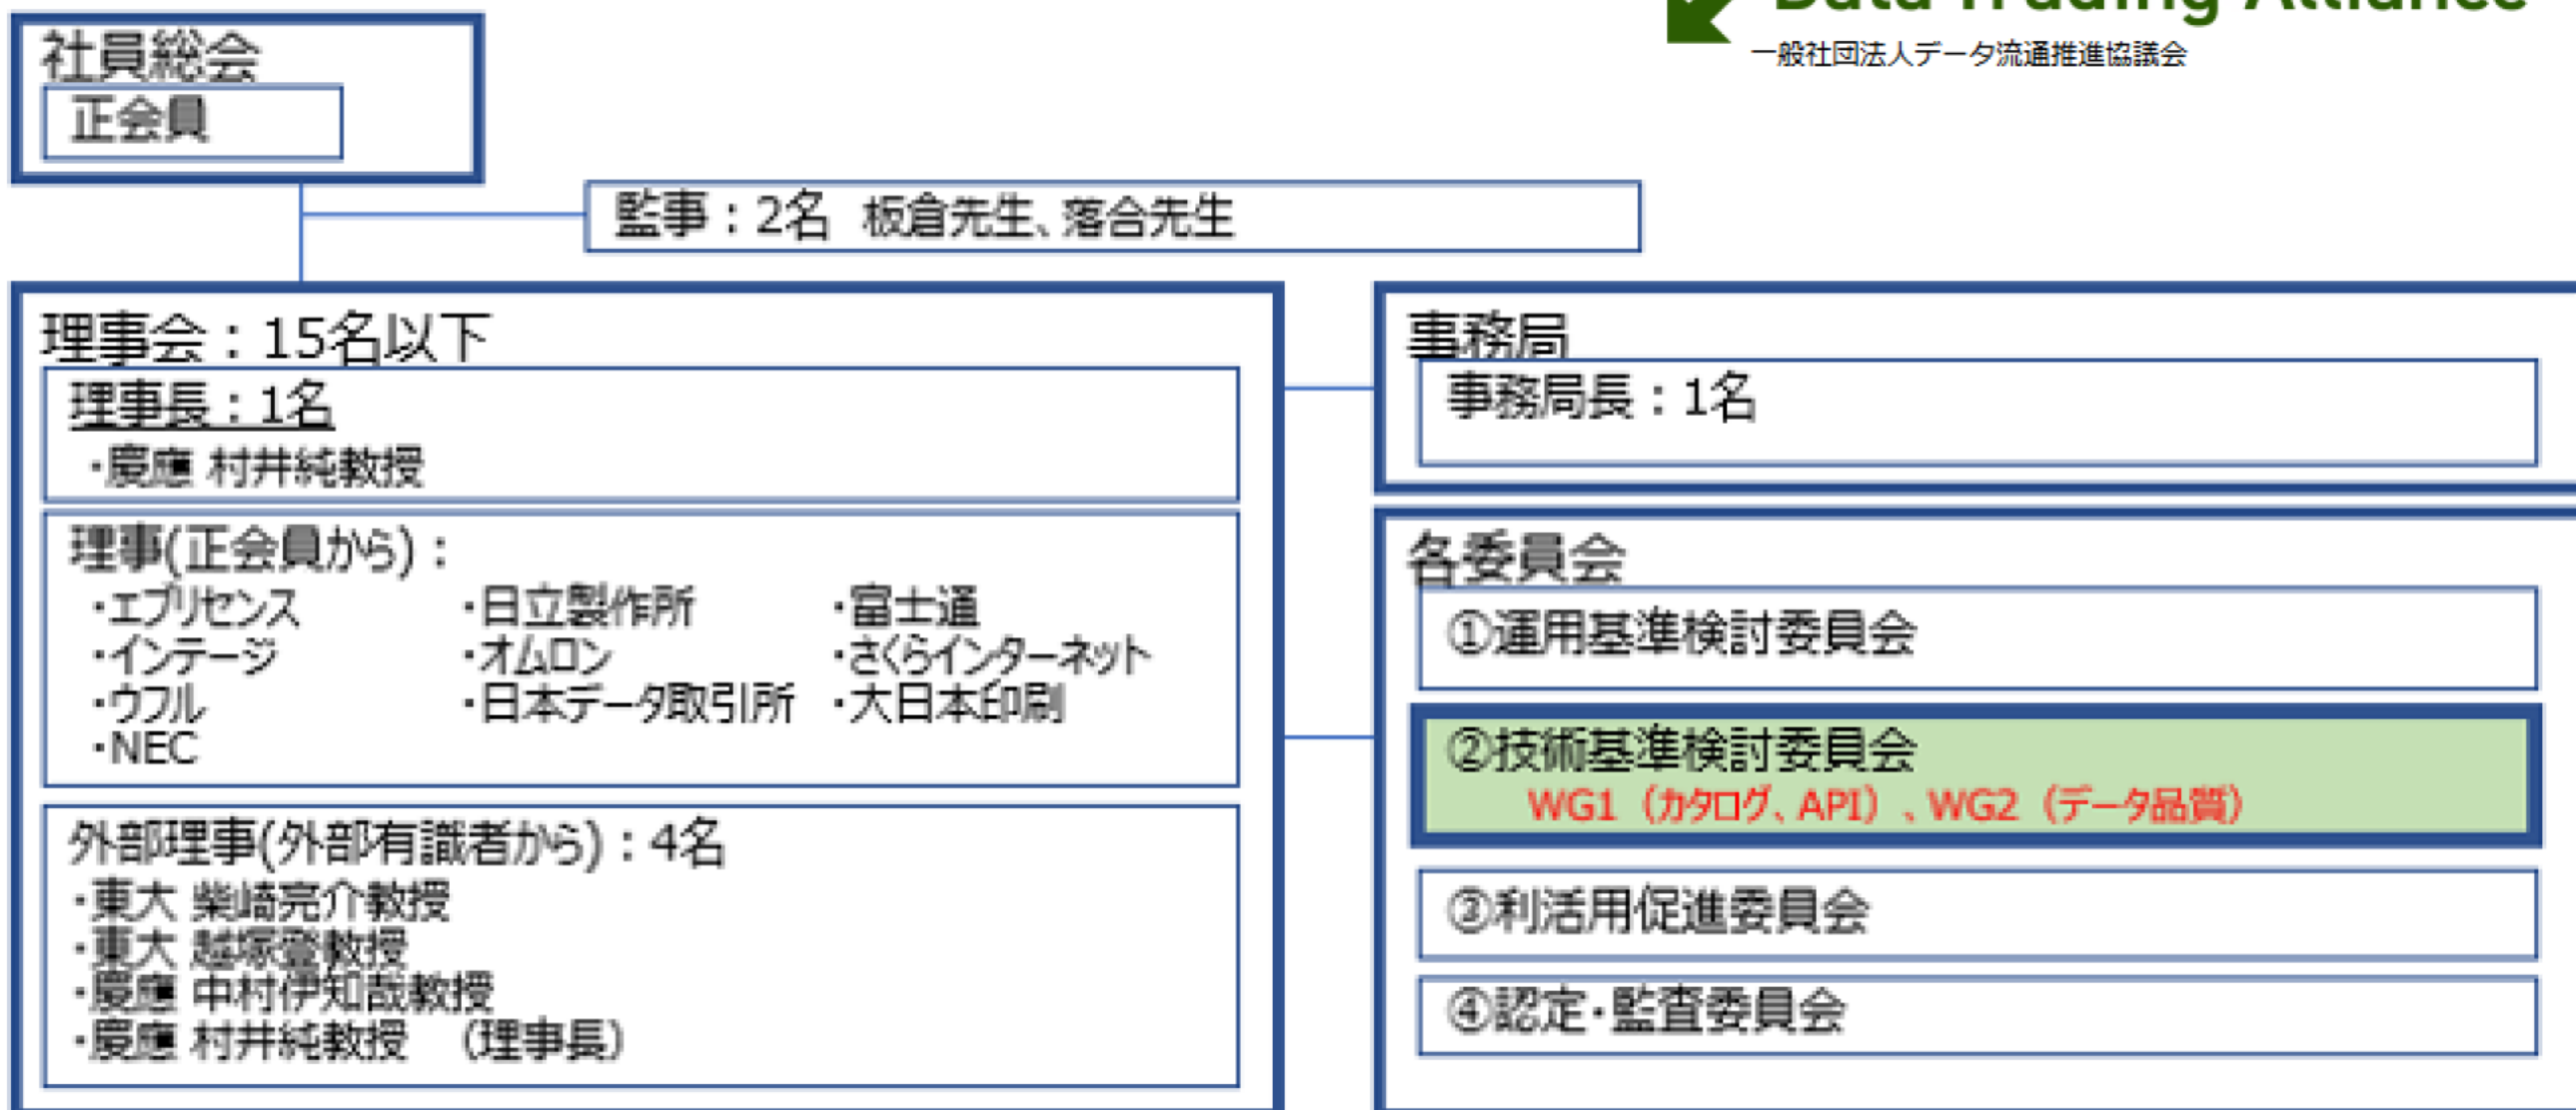 Data Trading Alliance
一般社団法人データ流通推進協議会
社員総会
正会員
監事：2名 板倉先生、落合先生
理事会：15名以下
理事長：1名
・慶應 村井純教授
理事(正会員から)：
・エブリセンス ・日立製作所 ・富士通
・インテージ ・オムロン ・さくらインターネット
・ウフル ・日本データ取引所 ・大日本印刷
・NEC
外部理事(外部有識者から)：4名
・東大 柴崎亮介教授
・東大 越塚登教授
・慶應 中村伊知哉教授
・慶應 村井純教授 （理事長）
事務局
事務局長：1名
各委員会
①運用基準検討委員会
②技術基準検討委員会
WG1（カタログ、API）、WG2（データ品質）
③利活用促進委員会
④認定・監査委員会